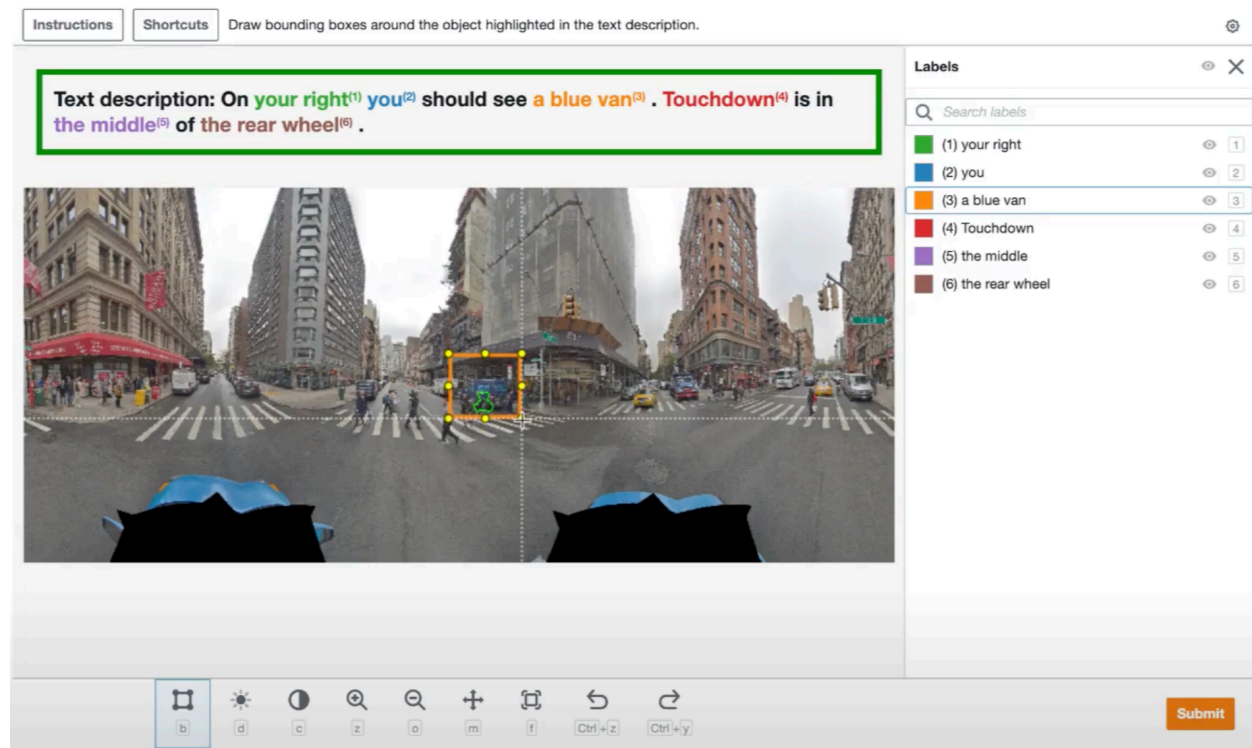 Instructions Shortcuts Draw bounding boxes around the object highlighted in the text description.
Text description: On your right(1) you(2) should see a blue van(3) . Touchdown(4) is in
the middle(5) of the rear wheel(6) .
Labels
Search labels
(1) your right 1
(2) you 2
(3) a blue van 3
(4) Touchdown 4
(5) the middle 5
(6) the rear wheel 6
b d c z o m f Ctrl+z Ctrl+y
Submit